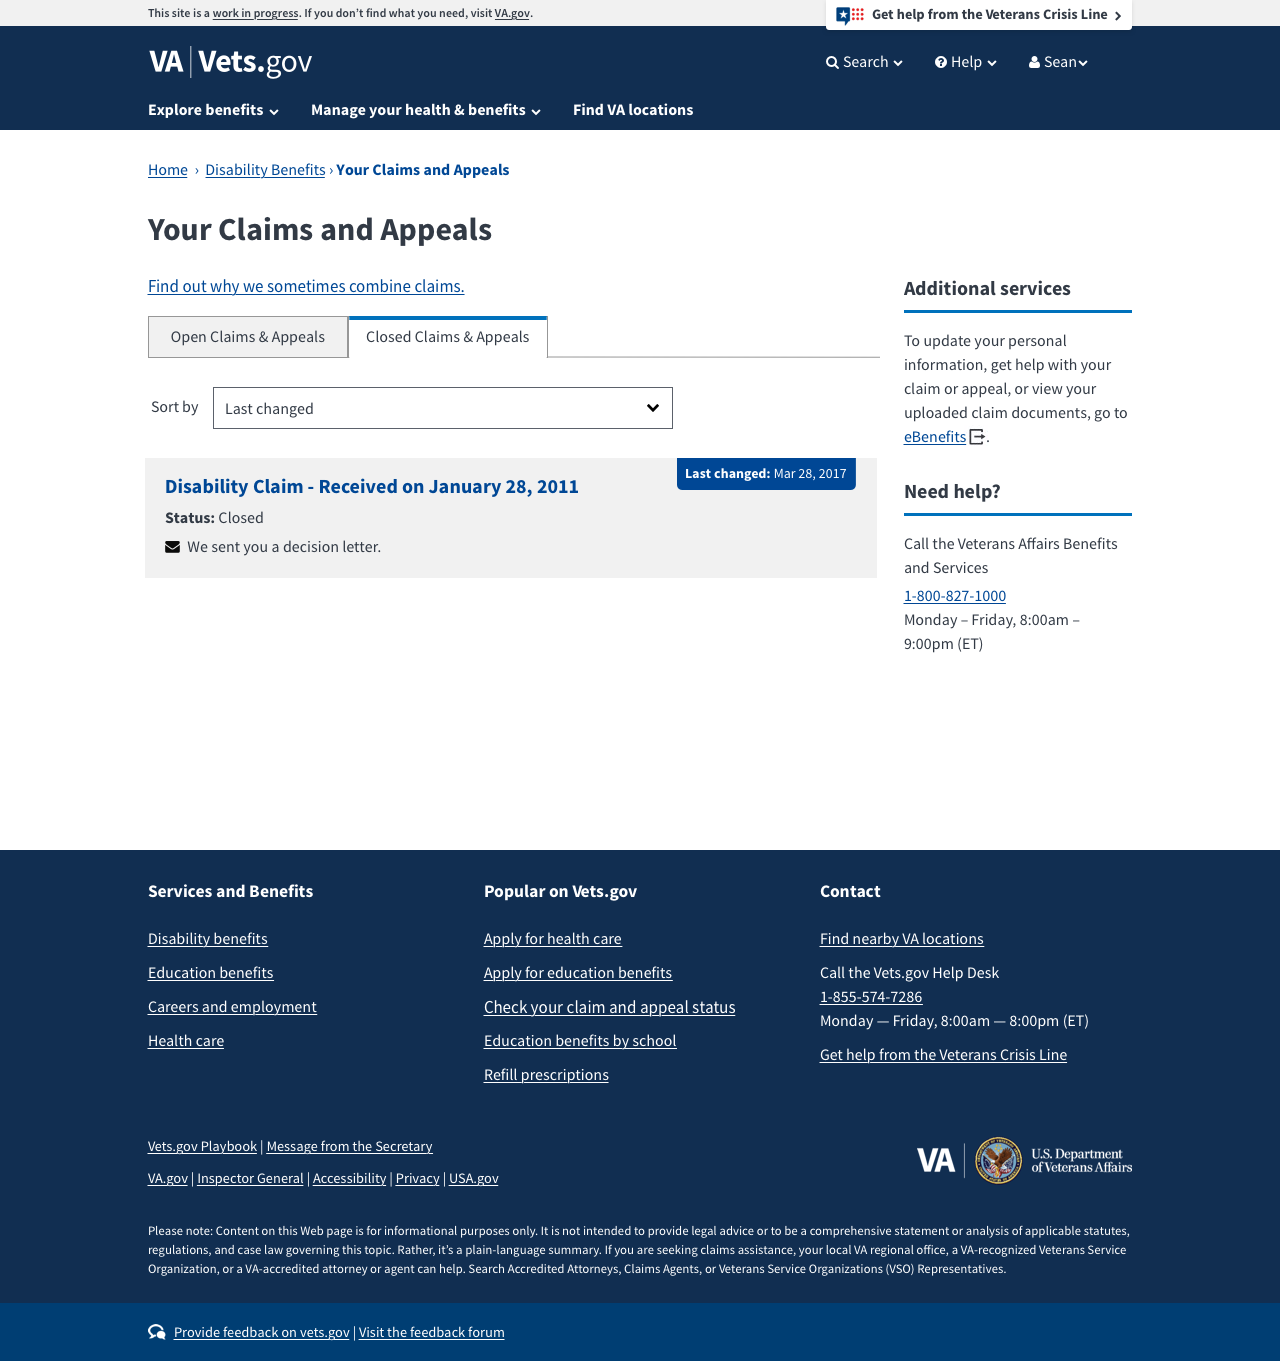 This site is a work in progress. If you don’t find what you need, visit VA.gov.
Get help from the Veterans Crisis Line
VA | Vets.gov
Search
Help
Sean
Explore benefits
Manage your health & benefits
Find VA locations
Home › Disability Benefits › Your Claims and Appeals
Your Claims and Appeals
Find out why we sometimes combine claims.
Open Claims & Appeals
Closed Claims & Appeals
Sort by
Last changed
Last changed: Mar 28, 2017
Disability Claim - Received on January 28, 2011
Status: Closed
We sent you a decision letter.
Additional services
To update your personal
information, get help with your
claim or appeal, or view your
uploaded claim documents, go to
eBenefits.
Need help?
Call the Veterans Affairs Benefits
and Services
1-800-827-1000
Monday – Friday, 8:00am –
9:00pm (ET)
Services and Benefits
Disability benefits
Education benefits
Careers and employment
Health care
Popular on Vets.gov
Apply for health care
Apply for education benefits
Check your claim and appeal status
Education benefits by school
Refill prescriptions
Contact
Find nearby VA locations
Call the Vets.gov Help Desk
1-855-574-7286
Monday — Friday, 8:00am — 8:00pm (ET)
Get help from the Veterans Crisis Line
Vets.gov Playbook | Message from the Secretary
VA.gov | Inspector General | Accessibility | Privacy | USA.gov
VA
U.S. Department
of Veterans Affairs
Please note: Content on this Web page is for informational purposes only. It is not intended to provide legal advice or to be a comprehensive statement or analysis of applicable statutes,
regulations, and case law governing this topic. Rather, it’s a plain-language summary. If you are seeking claims assistance, your local VA regional office, a VA-recognized Veterans Service
Organization, or a VA-accredited attorney or agent can help. Search Accredited Attorneys, Claims Agents, or Veterans Service Organizations (VSO) Representatives.
Provide feedback on vets.gov | Visit the feedback forum